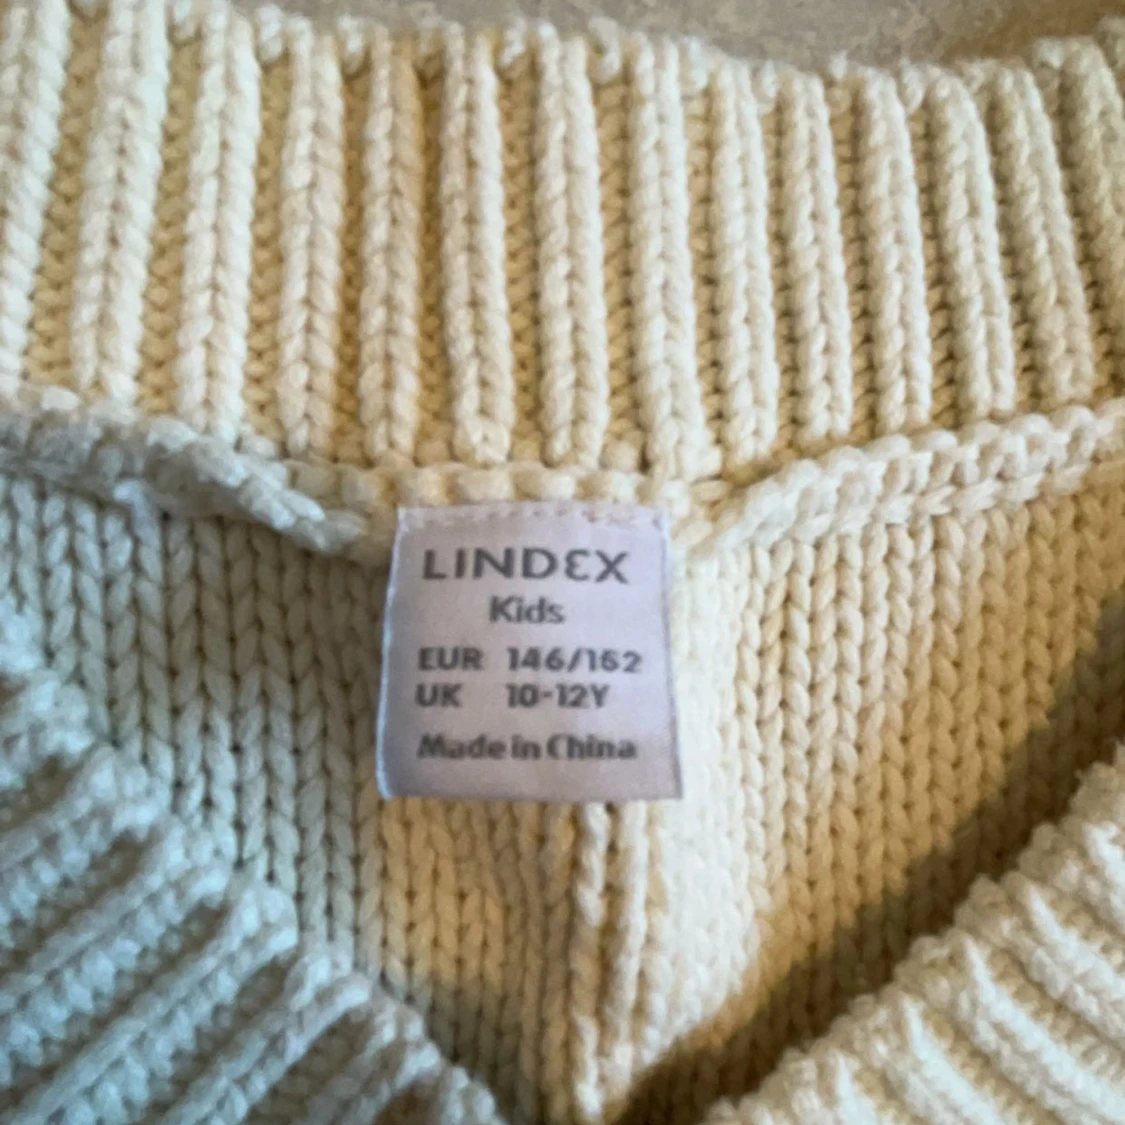 LINDEX
Kids
EUR 146/152
UK 10-12Y
Made in China